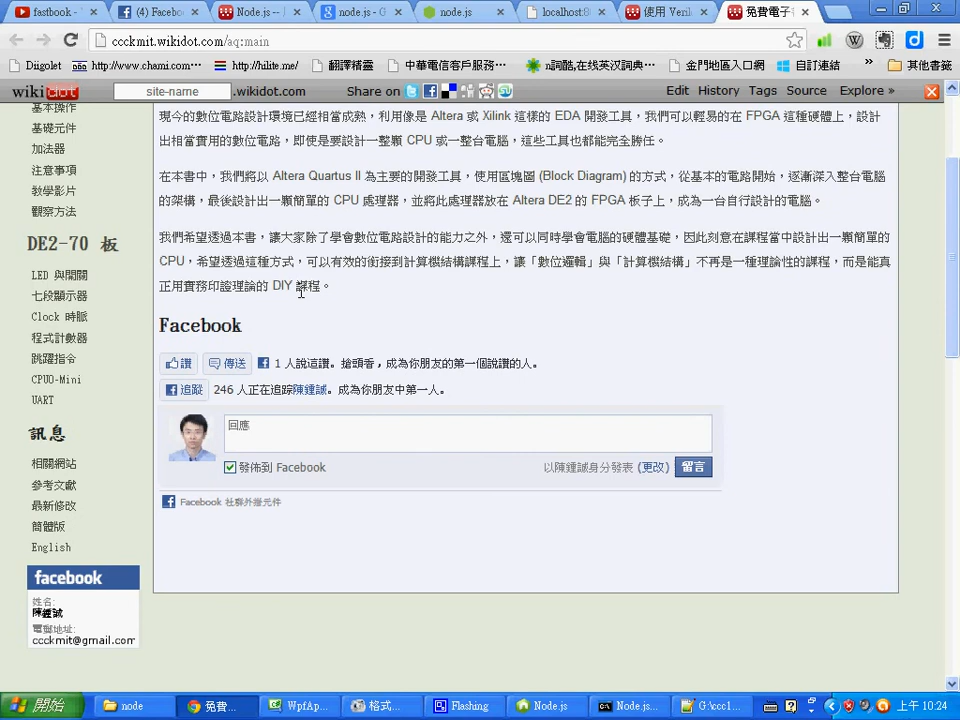 fastbook -
(4) Facebo
Node.js --
node.js - G
node.js
localhost:8
使用 Veri
免費電子
ccckmit.wikidot.com/aq:main
Diigolet
http://www.chami.com…
http://hilite.me/
翻譯精靈
中華電信客戶服務…
n詞酷,在线英汉詞典…
金門地區入口網
自訂連結
»
其他書籤
wikidot
site-name
.wikidot.com
Share on
Edit
History
Tags
Source
Explore »
基本操作
基礎元件
加法器
注意事項
教學影片
觀察方法
DE2-70 板
LED 與開關
七段顯示器
Clock 時脈
程式計數器
跳躍指令
CPU0-Mini
UART
訊息
相關網站
參考文獻
最新修改
簡體版
English
facebook
姓名:
陳鍾誠
電郵地址:
ccckmit@gmail.com
現今的數位電路設計環境已經相當成熟，利用像是 Altera 或 Xilink 這樣的 EDA 開發工具，我們可以輕易的在 FPGA 這種硬體上，設計
出相當實用的數位電路，即使是要設計一整顆 CPU 或一整台電腦，這些工具也都能完全勝任。
在本書中，我們將以 Altera Quartus II 為主要的開發工具，使用區塊圖 (Block Diagram) 的方式，從基本的電路開始，逐漸深入整台電腦
的架構，最後設計出一顆簡單的 CPU 處理器，並將此處理器放在 Altera DE2 的 FPGA 板子上，成為一台自行設計的電腦。
我們希望透過本書，讓大家除了學會數位電路設計的能力之外，還可以同時學會電腦的硬體基礎，因此刻意在課程當中設計出一顆簡單的
CPU，希望透過這種方式，可以有效的銜接到計算機結構課程上，讓「數位邏輯」與「計算機結構」不再是一種理論性的課程，而是能真
正用實務印證理論的 DIY 課程。
Facebook
讚
傳送
1 人說這讚。搶頭香，成為你朋友的第一個說讚的人。
追蹤
246 人正在追踪陳鍾誠。成為你朋友中第一人。
回應
發佈到 Facebook
以陳鍾誠身分發表 (更改)
留言
Facebook 社群外掛元件
開始
node
免費...
WpfAp...
格式...
Flashing
Node.js
Node.js...
G:\ccc1...
上午 10:24